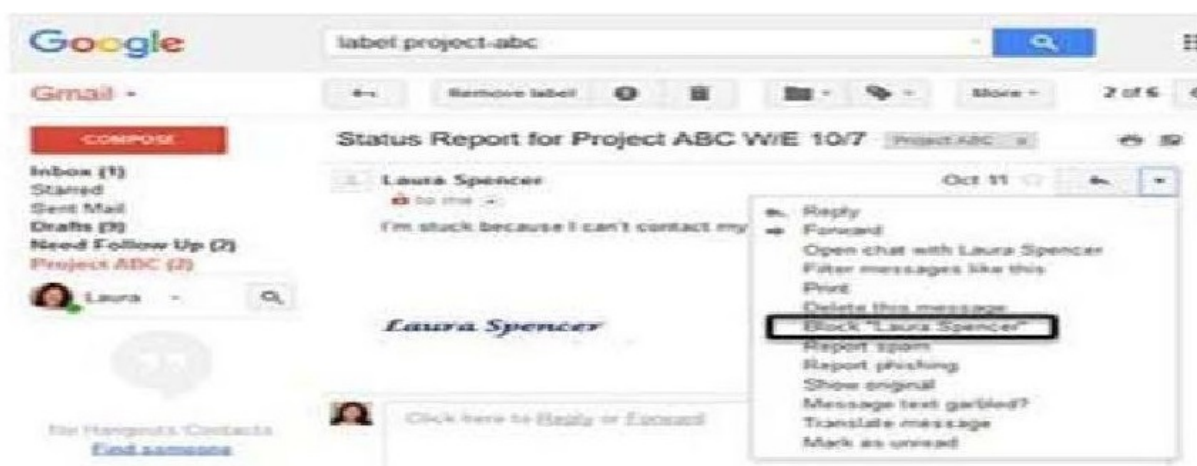 Google
label:project-abc
Gmail
Remove label
More
2 of 6
COMPOSE
Status Report for Project ABC W/E 10/7
Project ABC x
Inbox (1)
Starred
Sent Mail
Drafts (9)
Need Follow Up (2)
Project ABC (2)
Laura
No Hangouts Contacts
Find someone
Laura Spencer
Oct 11
to me
I'm stuck because I can't contact my
Laura Spencer
Click here to Reply or Forward
Reply
Forward
Open chat with Laura Spencer
Filter messages like this
Print
Delete this message
Block "Laura Spencer"
Report spam
Report phishing
Show original
Message text garbled?
Translate message
Mark as unread